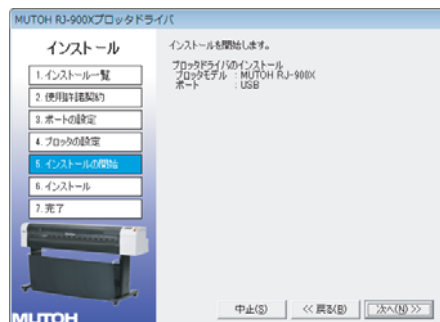 MUTOH RJ-900Xプロッタドライバ
インストール
1.インストール一覧
2.使用許諾契約
3.ポートの設定
4.プロッタの設定
5.インストールの開始
6.インストール
7.完了
MUTOH
インストールを開始します。
プロッタドライバのインストール
プロッタモデル : MUTOH RJ-900X
ポート : USB
中止(S)
<< 戻る(B)
次へ(N) >>